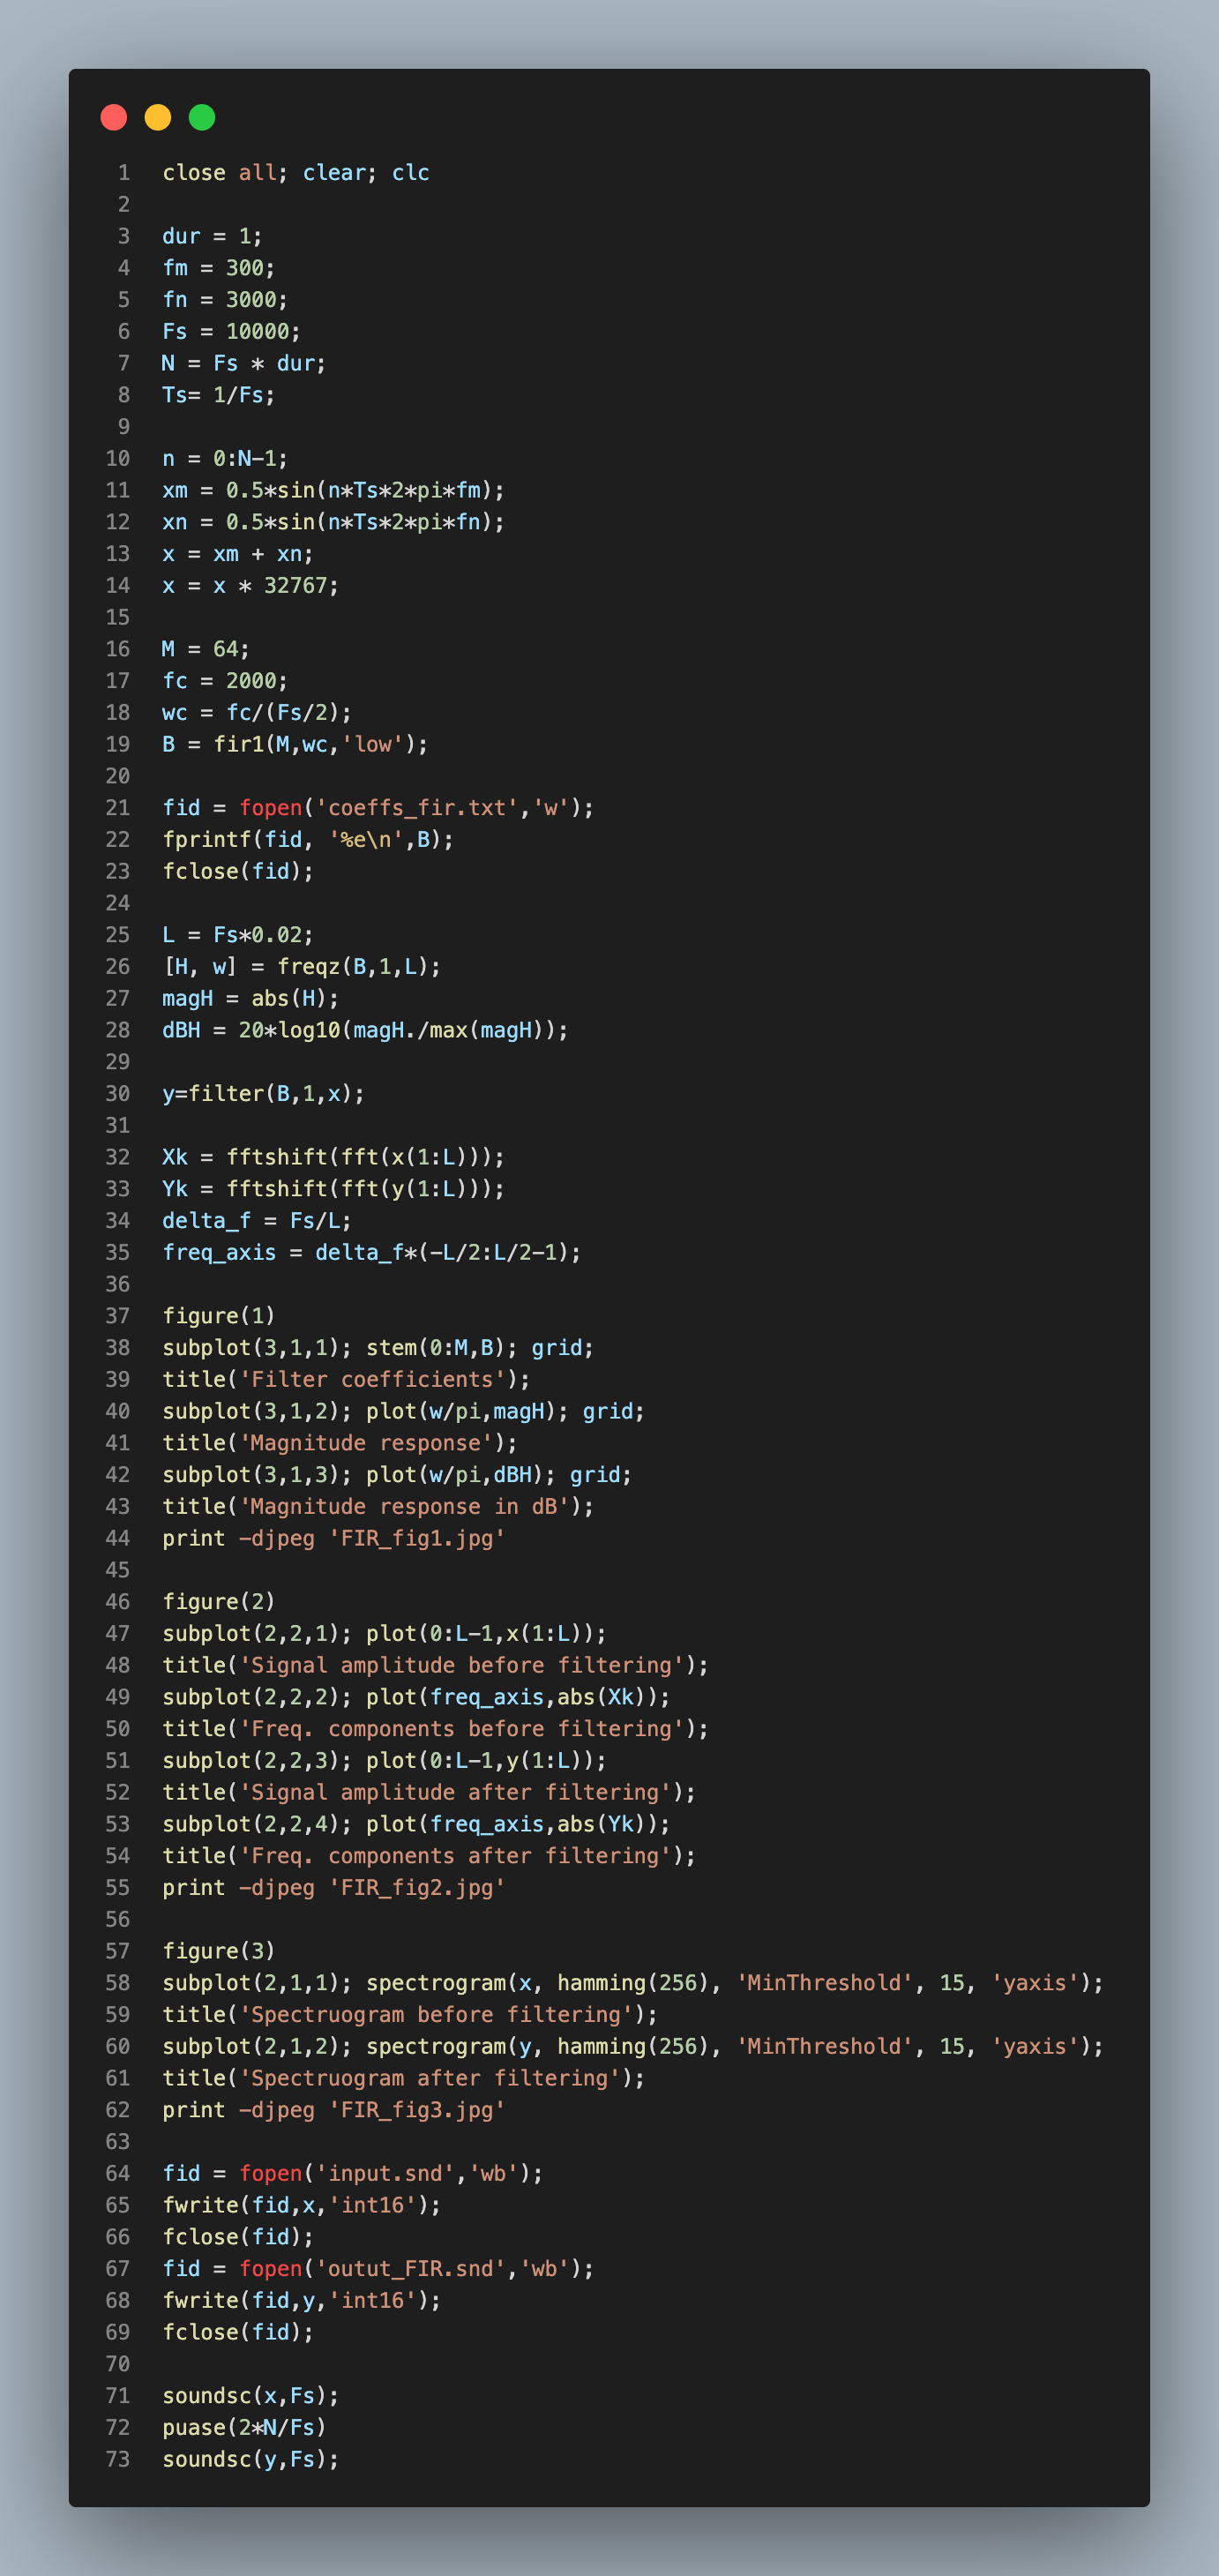 1 close all; clear; clc
2
3 dur = 1;
4 fm = 300;
5 fn = 3000;
6 Fs = 10000;
7 N = Fs * dur;
8 Ts= 1/Fs;
9
10 n = 0:N-1;
11 xm = 0.5*sin(n*Ts*2*pi*fm);
12 xn = 0.5*sin(n*Ts*2*pi*fn);
13 x = xm + xn;
14 x = x * 32767;
15
16 M = 64;
17 fc = 2000;
18 wc = fc/(Fs/2);
19 B = fir1(M,wc,'low');
20
21 fid = fopen('coeffs_fir.txt','w');
22 fprintf(fid, '%e\n',B);
23 fclose(fid);
24
25 L = Fs*0.02;
26 [H, w] = freqz(B,1,L);
27 magH = abs(H);
28 dBH = 20*log10(magH./max(magH));
29
30 y=filter(B,1,x);
31
32 Xk = fftshift(fft(x(1:L)));
33 Yk = fftshift(fft(y(1:L)));
34 delta_f = Fs/L;
35 freq_axis = delta_f*(-L/2:L/2-1);
36
37 figure(1)
38 subplot(3,1,1); stem(0:M,B); grid;
39 title('Filter coefficients');
40 subplot(3,1,2); plot(w/pi,magH); grid;
41 title('Magnitude response');
42 subplot(3,1,3); plot(w/pi,dBH); grid;
43 title('Magnitude response in dB');
44 print -djpeg 'FIR_fig1.jpg'
45
46 figure(2)
47 subplot(2,2,1); plot(0:L-1,x(1:L));
48 title('Signal amplitude before filtering');
49 subplot(2,2,2); plot(freq_axis,abs(Xk));
50 title('Freq. components before filtering');
51 subplot(2,2,3); plot(0:L-1,y(1:L));
52 title('Signal amplitude after filtering');
53 subplot(2,2,4); plot(freq_axis,abs(Yk));
54 title('Freq. components after filtering');
55 print -djpeg 'FIR_fig2.jpg'
56
57 figure(3)
58 subplot(2,1,1); spectrogram(x, hamming(256), 'MinThreshold', 15, 'yaxis');
59 title('Spectruogram before filtering');
60 subplot(2,1,2); spectrogram(y, hamming(256), 'MinThreshold', 15, 'yaxis');
61 title('Spectruogram after filtering');
62 print -djpeg 'FIR_fig3.jpg'
63
64 fid = fopen('input.snd','wb');
65 fwrite(fid,x,'int16');
66 fclose(fid);
67 fid = fopen('outut_FIR.snd','wb');
68 fwrite(fid,y,'int16');
69 fclose(fid);
70
71 soundsc(x,Fs);
72 puase(2*N/Fs)
73 soundsc(y,Fs);